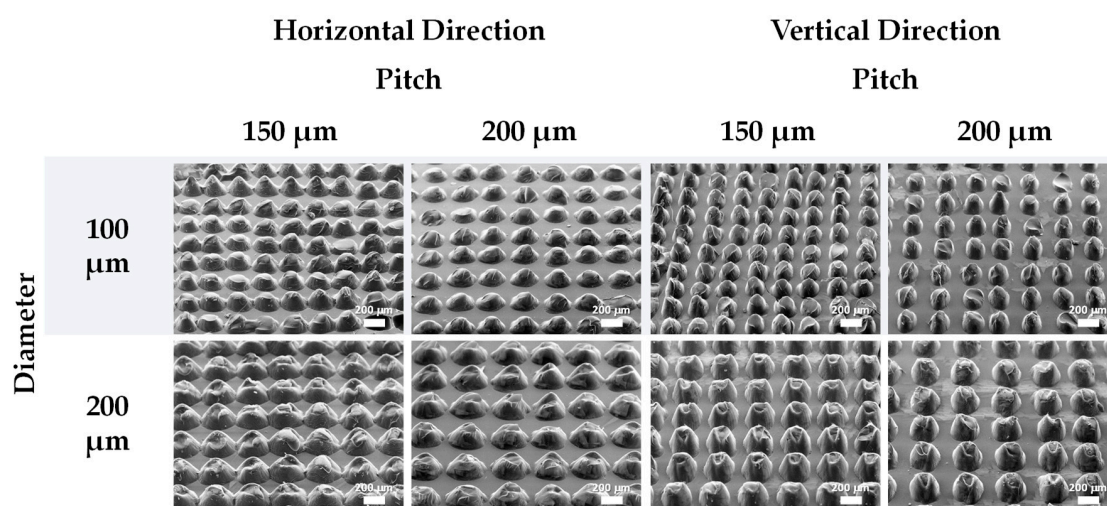 Horizontal Direction
Vertical Direction
Pitch
Pitch
150 µm
200 µm
150 µm
200 µm
Diameter
100
µm
200 µm
200 µm
200 µm
200 µm
200
µm
200 µm
200 µm
200 µm
200 µm